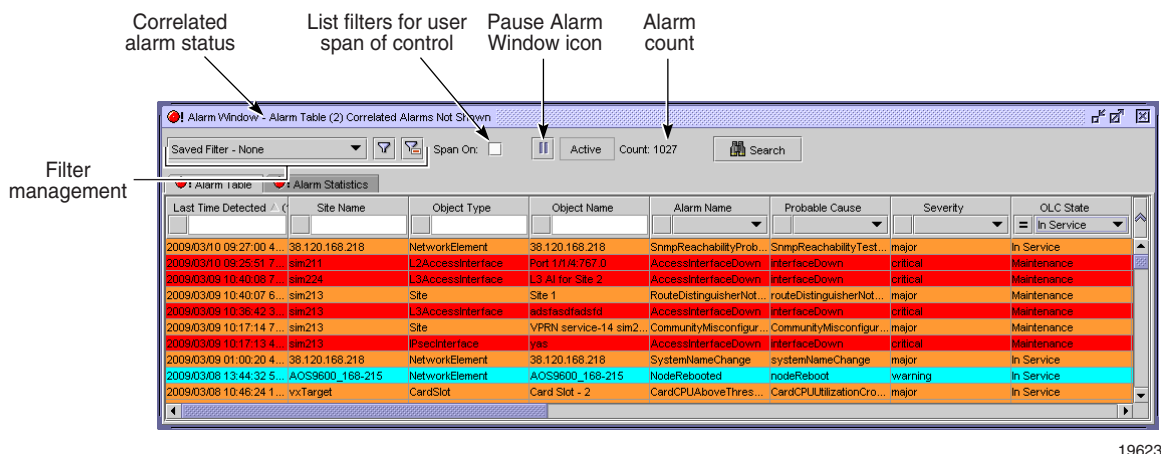 Correlated
alarm status
List filters for user
span of control
Pause Alarm
Window icon
Alarm
count
Filter
management
Alarm Window - Alarm Table (2) Correlated Alarms Not Shown
Saved Filter - None
Span On:
Active
Count: 1027
Search
Alarm Table
Alarm Statistics
Last Time Detected Site Name Object Type Object Name Alarm Name Probable Cause Severity OLC State
= In Service
2009/03/10 09:27:00 4... 38.120.168.218 NetworkElement 38.120.168.218 SnmpReachabilityProb... SnmpReachabilityTest... major In Service
2009/03/10 09:25:51 7... sim211 L2AccessInterface Port 1/1/4:767.0 AccessInterfaceDown interfaceDown critical Maintenance
2009/03/09 10:40:08 7... sim224 L3AccessInterface L3 AI for Site 2 AccessInterfaceDown interfaceDown critical Maintenance
2009/03/09 10:40:07 6... sim213 Site Site 1 RouteDistinguisherNot... routeDistinguisherNot... major Maintenance
2009/03/09 10:36:42 3... sim213 L3AccessInterface adsfasdfadsfd AccessInterfaceDown interfaceDown critical Maintenance
2009/03/09 10:17:14 7... sim213 Site VPRN service-14 sim2... CommunityMisconfigur... CommunityMisconfigur... major Maintenance
2009/03/09 10:17:13 4... sim213 IPsecInterface yas AccessInterfaceDown interfaceDown critical Maintenance
2009/03/09 01:00:20 4... 38.120.168.218 NetworkElement 38.120.168.218 SystemNameChange systemNameChange major In Service
2009/03/08 13:44:32 5... AOS9600_168-215 NetworkElement AOS9600_168-215 NodeRebooted nodeReboot warning In Service
2009/03/08 10:46:24 1... vxTarget CardSlot Card Slot - 2 CardCPUAboveThres... CardCPUUtilizationCro... major In Service
19623